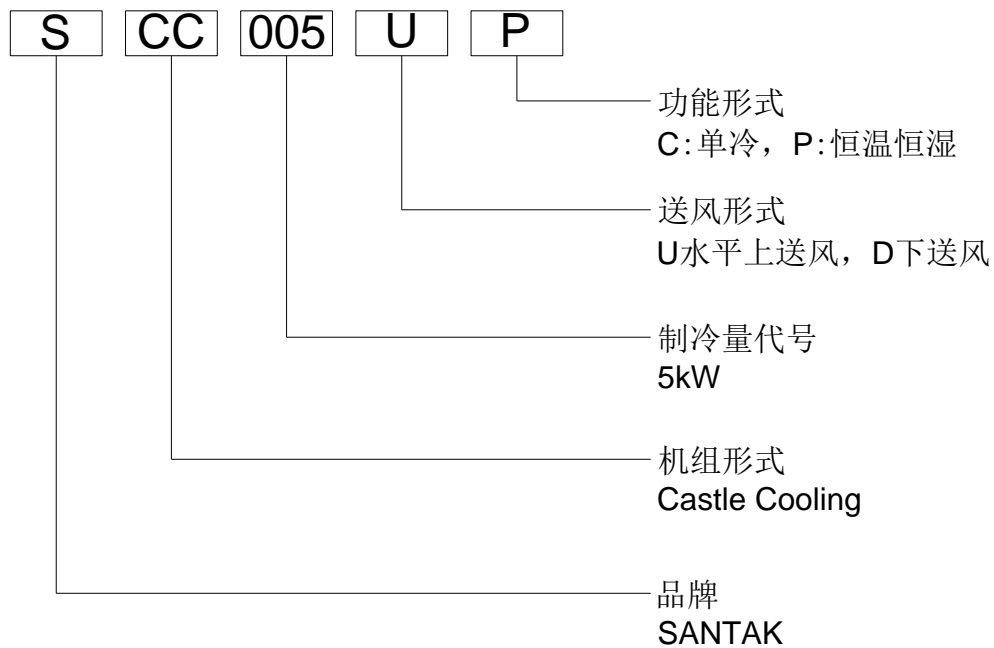 S CC 005 U P
功能形式
C:单冷，P:恒温恒湿
送风形式
U水平上送风，D下送风
制冷量代号
5kW
机组形式
Castle Cooling
品牌
SANTAK